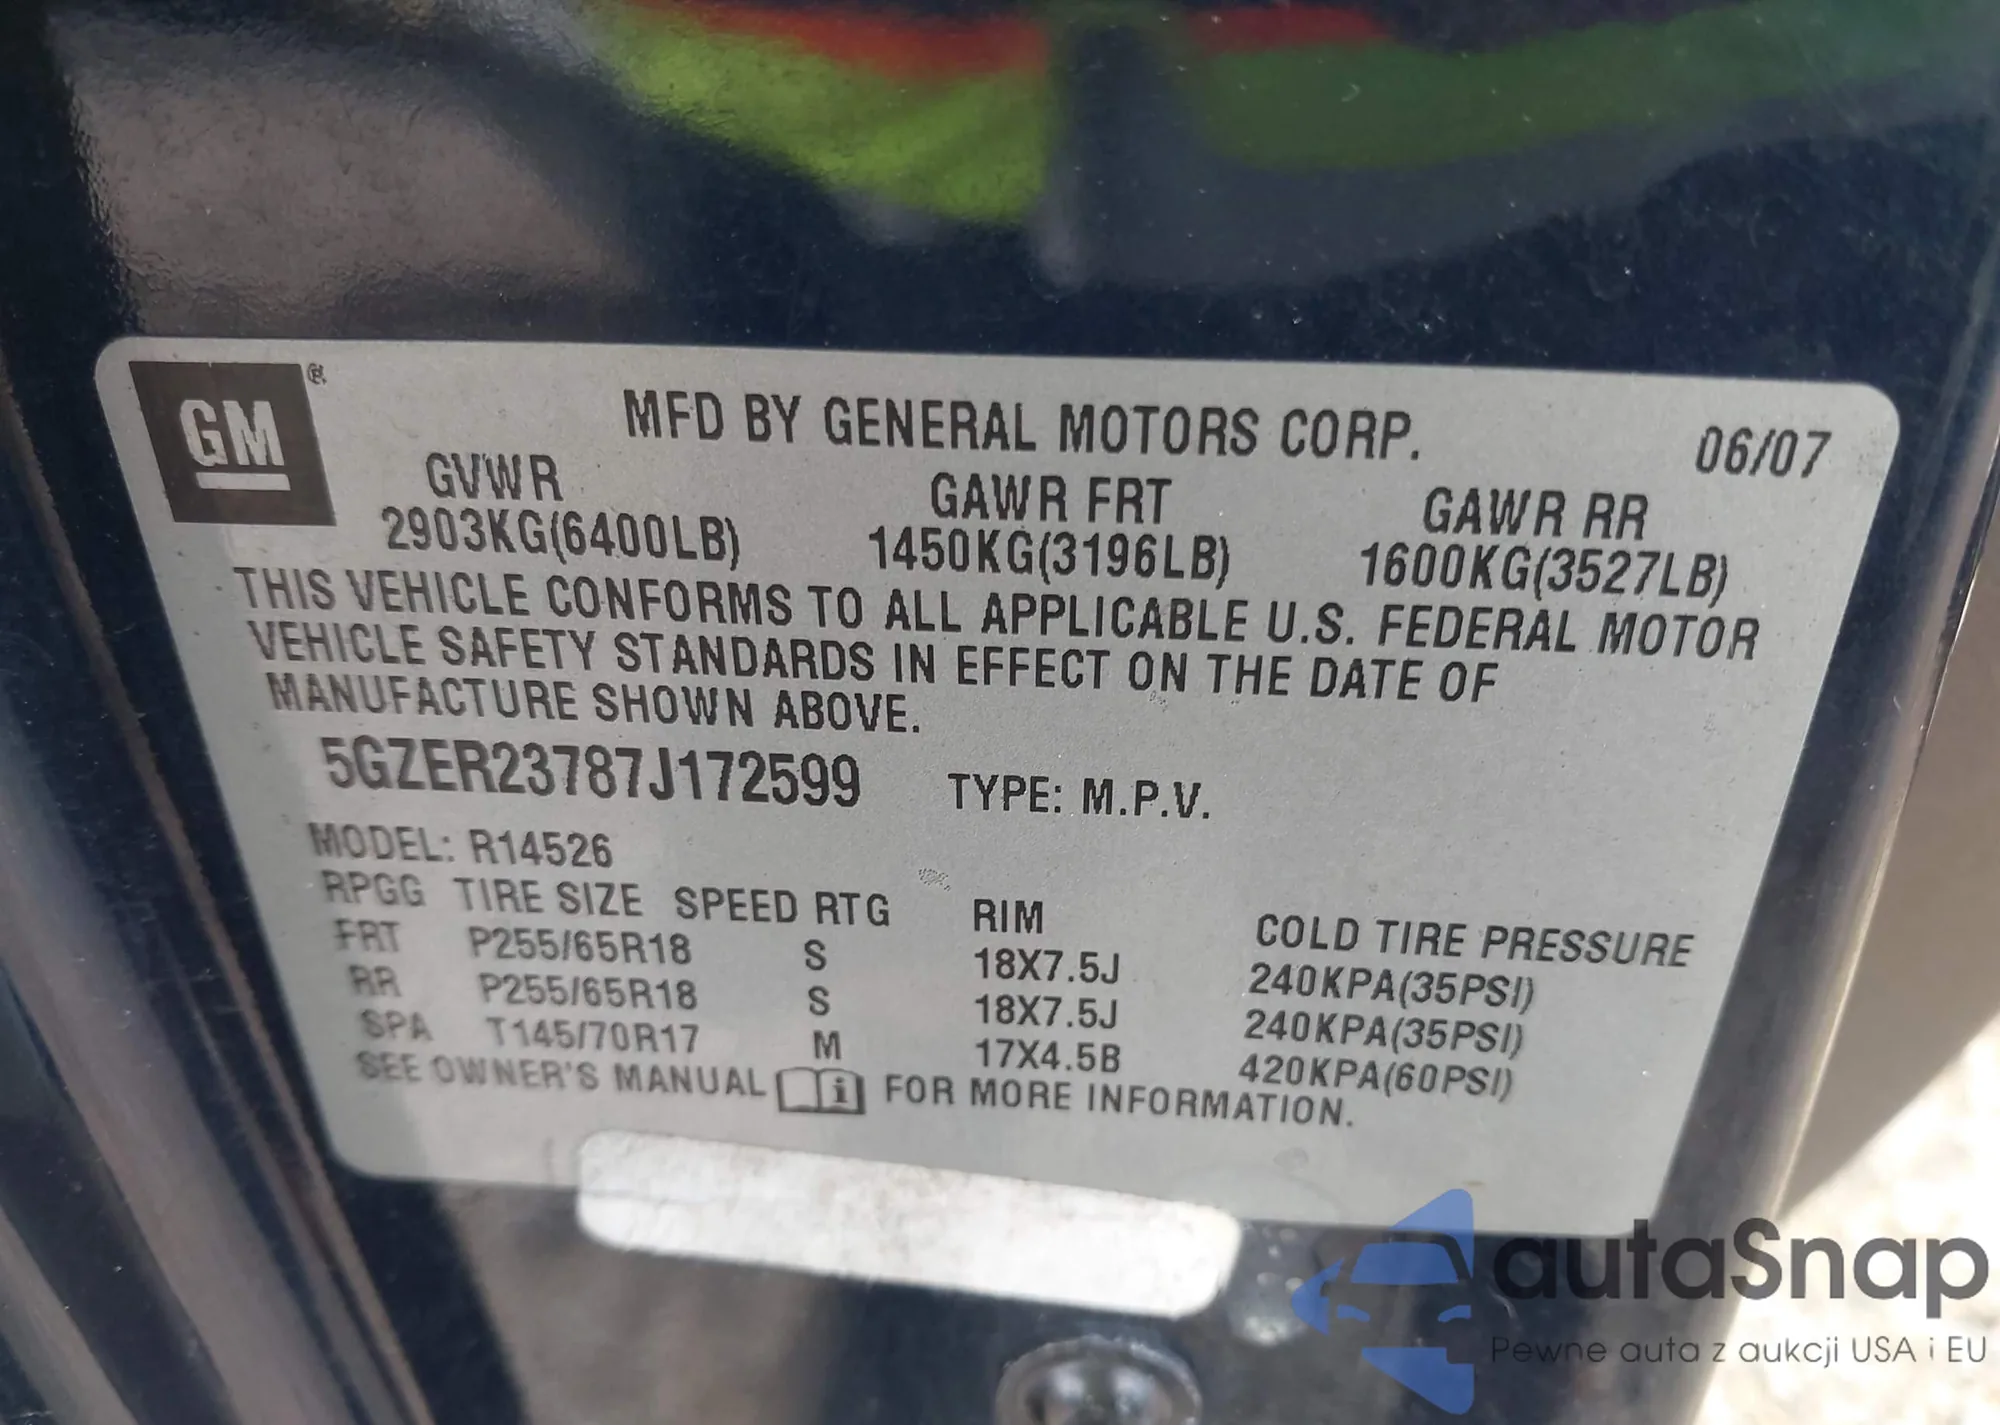 GM ®
MFD BY GENERAL MOTORS CORP. 06/07
GVWR GAWR FRT GAWR RR
2903KG(6400LB) 1450KG(3196LB) 1600KG(3527LB)
THIS VEHICLE CONFORMS TO ALL APPLICABLE U.S. FEDERAL MOTOR
VEHICLE SAFETY STANDARDS IN EFFECT ON THE DATE OF
MANUFACTURE SHOWN ABOVE.
5GZER23787J172599 TYPE: M.P.V.
MODEL: R14526
RPGG TIRE SIZE SPEED RTG RIM COLD TIRE PRESSURE
FRT P255/65R18 S 18X7.5J 240KPA(35PSI)
RR P255/65R18 S 18X7.5J 240KPA(35PSI)
SPA T145/70R17 M 17X4.5B 420KPA(60PSI)
SEE OWNER'S MANUAL i FOR MORE INFORMATION.
autaSnap
Pewne auta z aukcji USA i EU